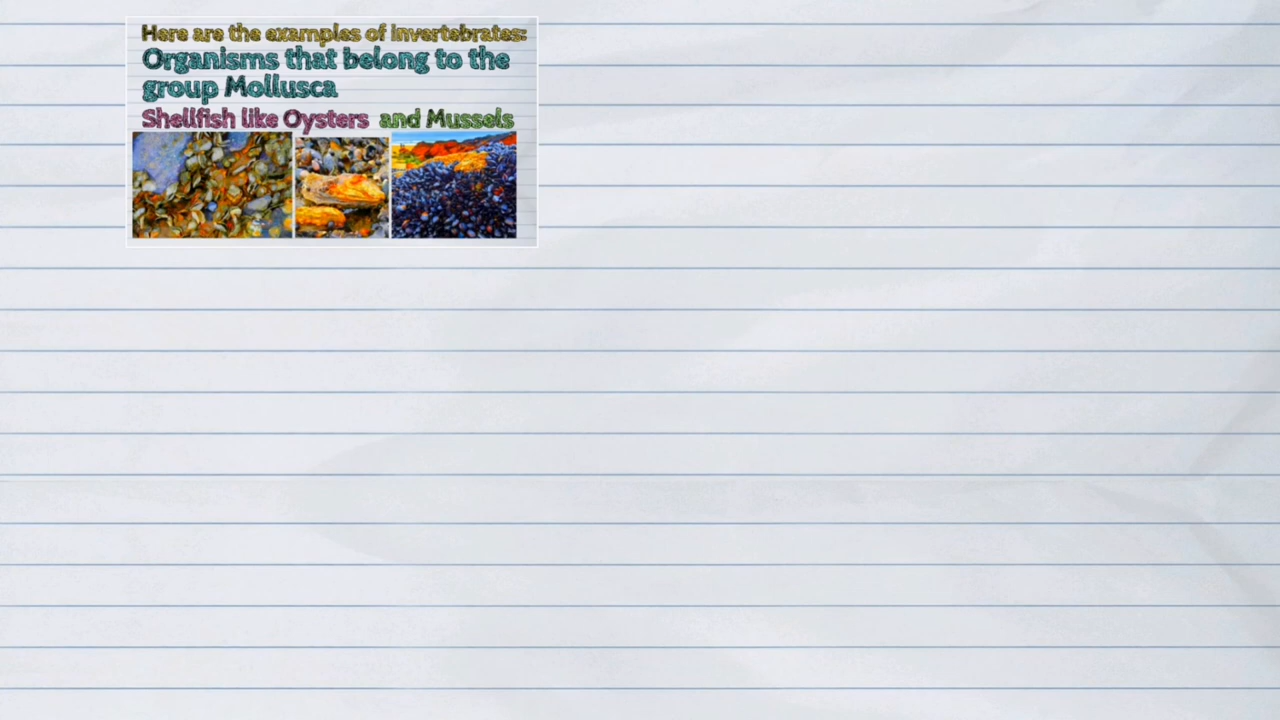 Here are the examples of invertebrates:
Organisms that belong to the
group Mollusca
Shellfish like Oysters and Mussels